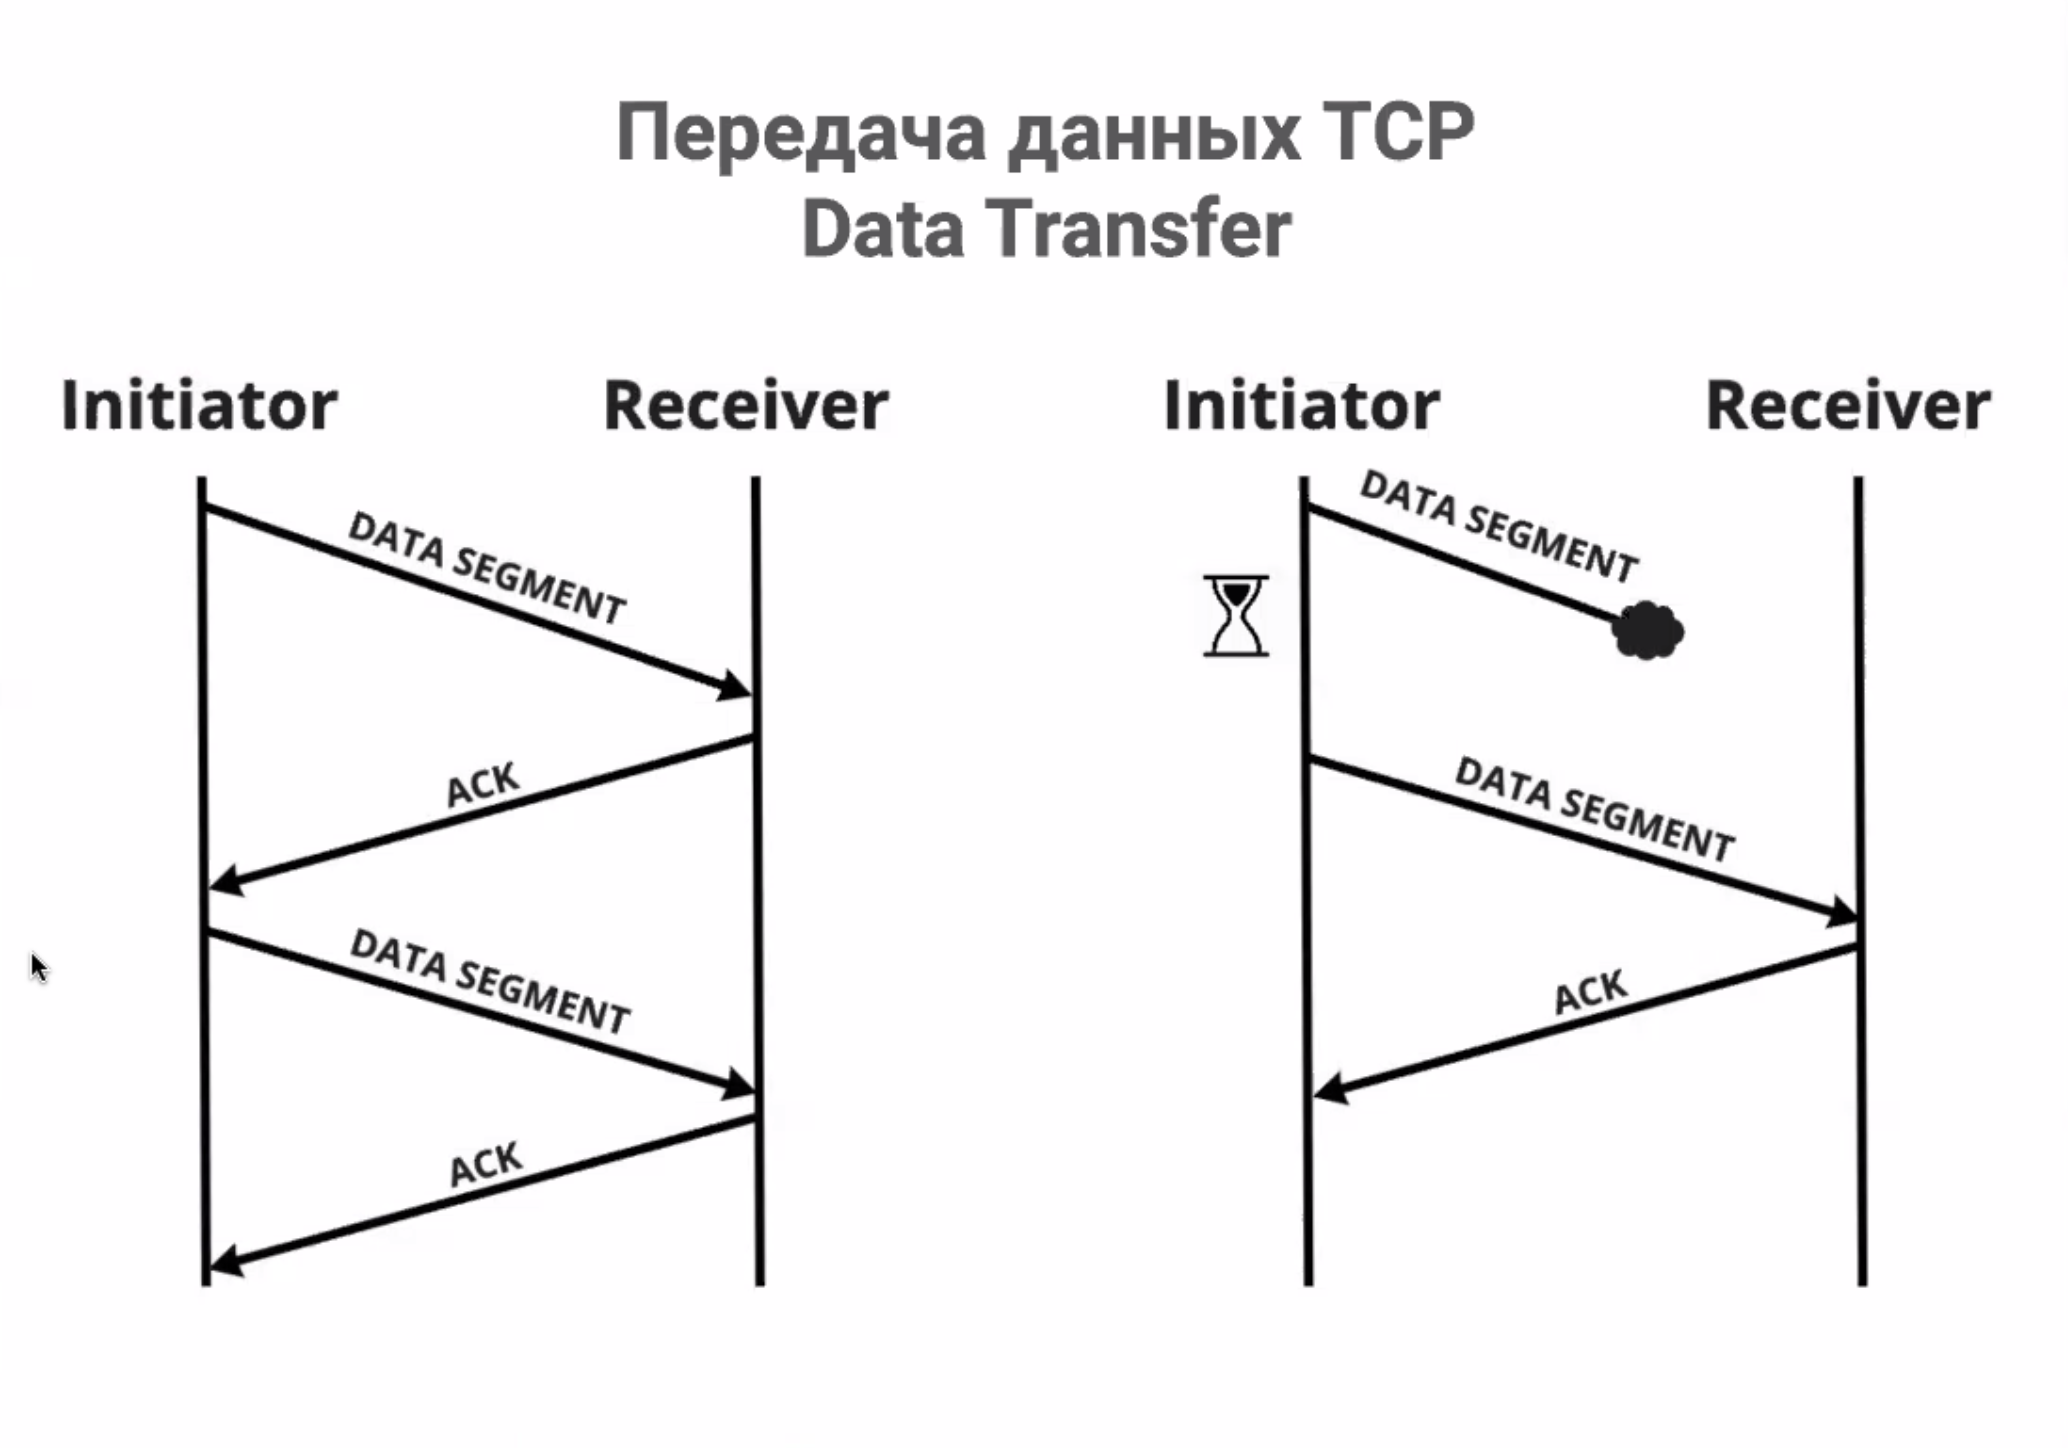 Передача данных TCP
Data Transfer
Initiator
Receiver
DATA SEGMENT
ACK
DATA SEGMENT
ACK
Initiator
Receiver
DATA SEGMENT
DATA SEGMENT
ACK